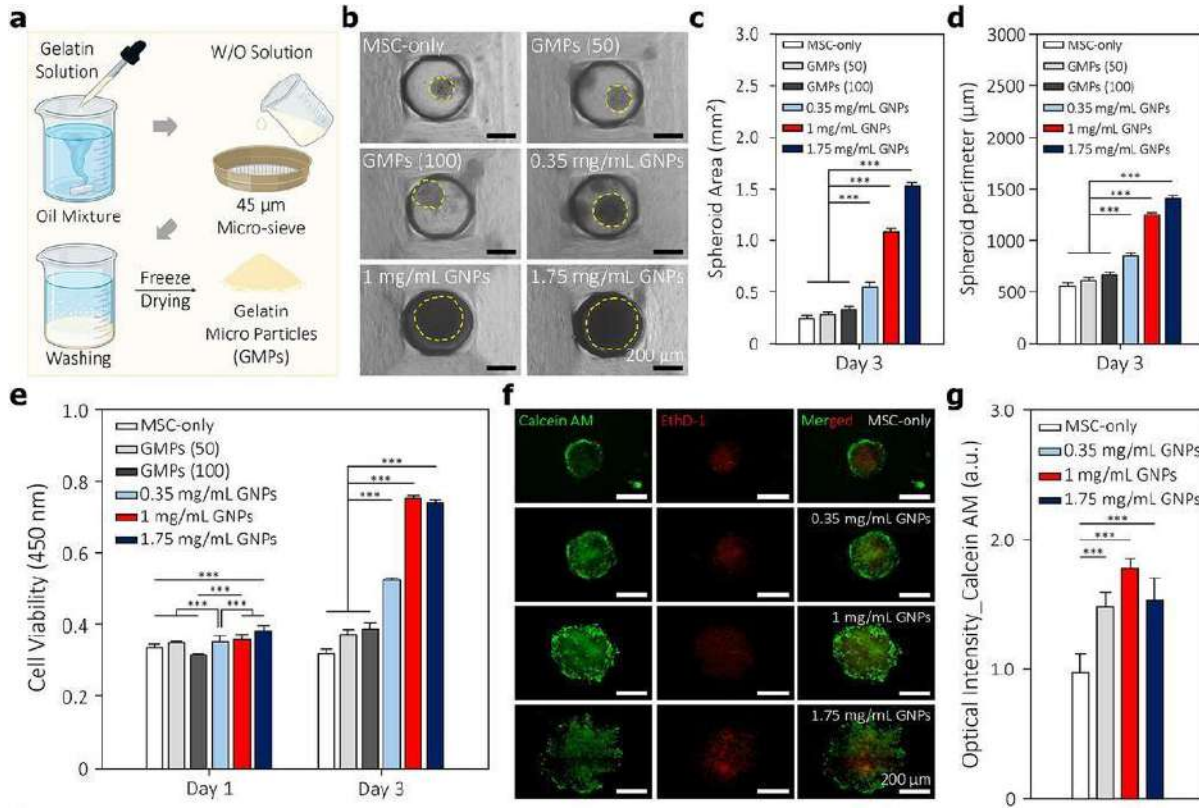 a
Gelatin
Solution
W/O Solution
Oil Mixture
45 µm
Micro-sieve
Washing
Freeze
Drying
Gelatin
Micro Particles
(GMPs)
b
MSC-only
GMPs (50)
GMPs (100)
0.35 mg/mL GNPs
1 mg/mL GNPs
1.75 mg/mL GNPs
200 µm
c
Spheroid Area (mm²)
3.0
2.5
2.0
1.5
1.0
0.5
0
MSC-only
GMPs (50)
GMPs (100)
0.35 mg/mL GNPs
1 mg/mL GNPs
1.75 mg/mL GNPs
***
***
***
Day 3
d
Spheroid perimeter (µm)
3000
2500
2000
1500
1000
500
0
MSC-only
GMPs (50)
GMPs (100)
0.35 mg/mL GNPs
1 mg/mL GNPs
1.75 mg/mL GNPs
***
***
***
Day 3
e
Cell Viability (450 nm)
1.0
0.8
0.6
0.4
0.2
0
MSC-only
GMPs (50)
GMPs (100)
0.35 mg/mL GNPs
1 mg/mL GNPs
1.75 mg/mL GNPs
***
***
***
***
***
***
***
Day 1
Day 3
f
Calcein AM
EthD-1
Merged
MSC-only
0.35 mg/mL GNPs
1 mg/mL GNPs
1.75 mg/mL GNPs
200 µm
g
Optical Intensity_Calcein AM (a.u.)
3.0
2.0
1.0
0
MSC-only
0.35 mg/mL GNPs
1 mg/mL GNPs
1.75 mg/mL GNPs
***
***
***